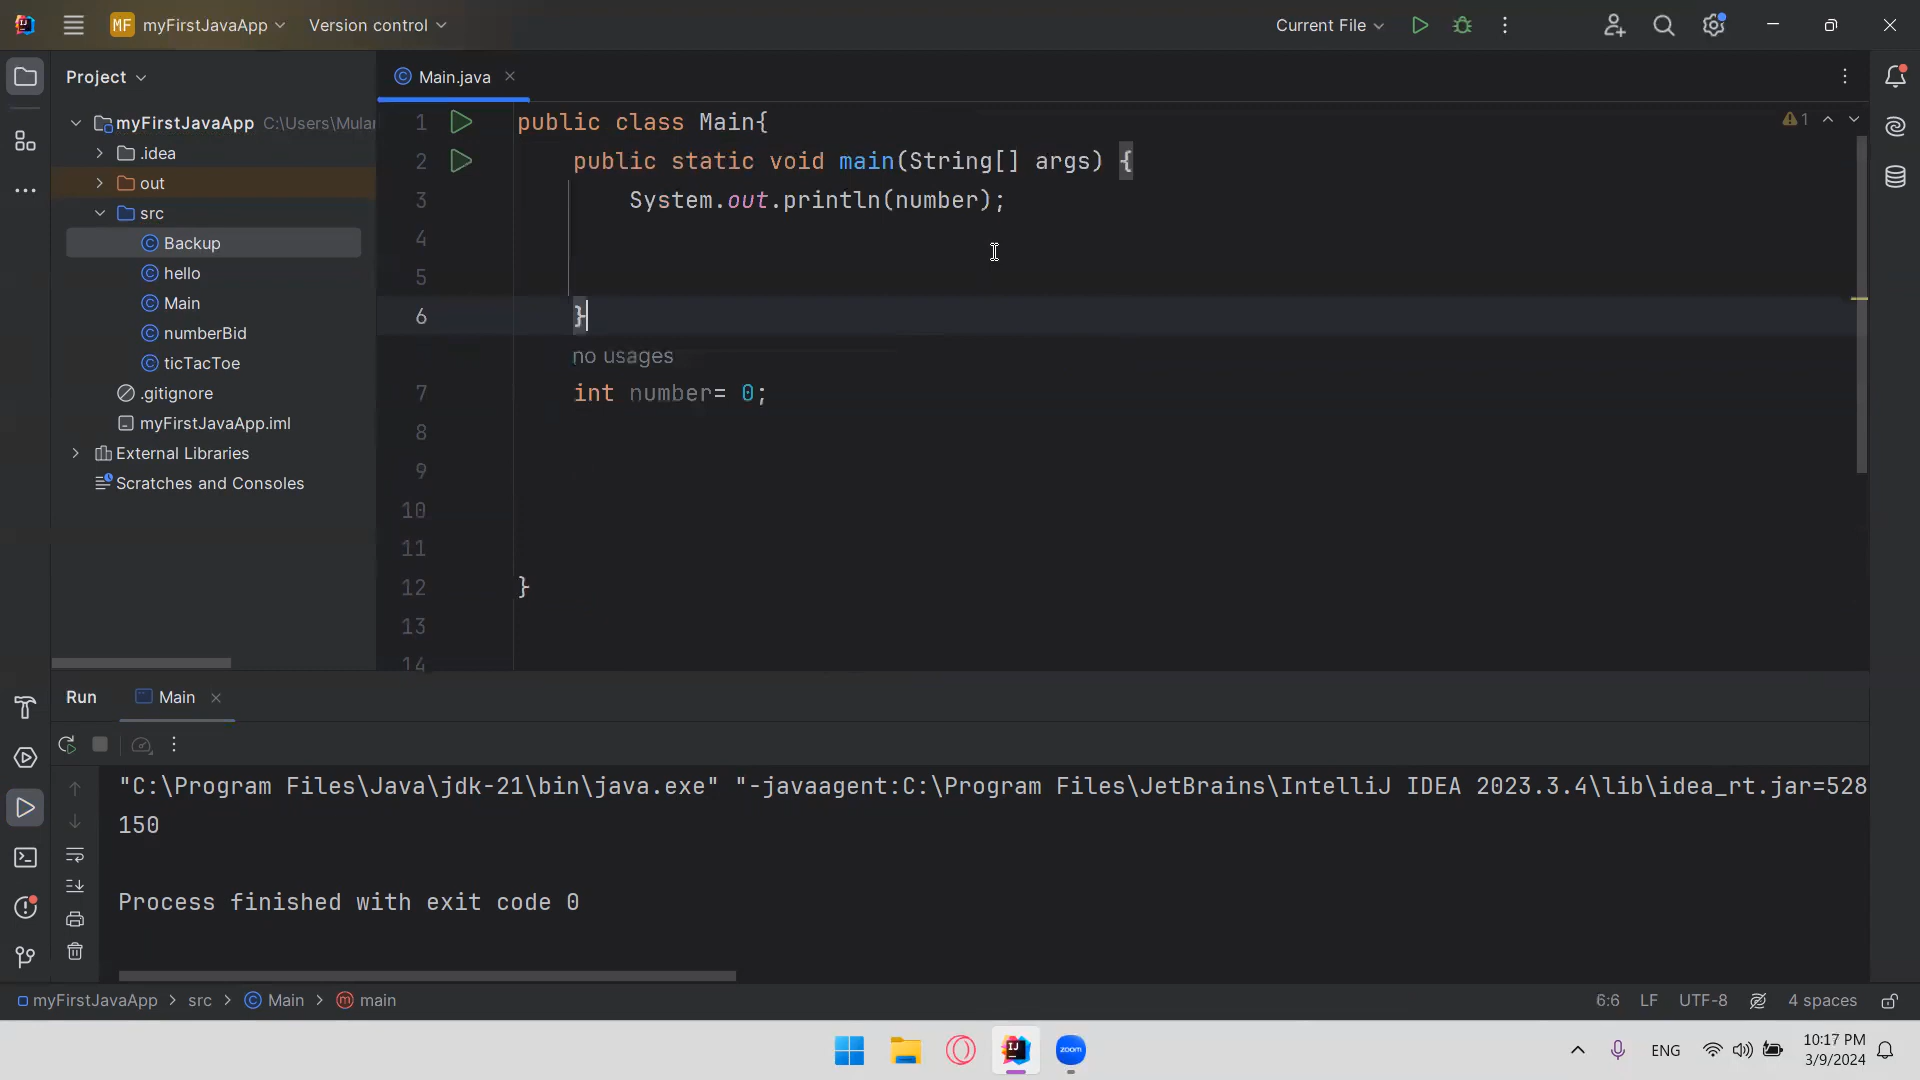 MF myFirstJavaApp Version control Current File
Project
Main.java
myFirstJavaApp C:\Users\Mular
.idea
out
src
Backup
hello
Main
numberBid
ticTacToe
.gitignore
myFirstJavaApp.iml
External Libraries
Scratches and Consoles
1 public class Main{
2 public static void main(String[] args) {
3 System.out.println(number);
4
5
6 }
no usages
7 int number= 0;
8
9
10
11
12 }
13
14
1
Run Main
"C:\Program Files\Java\jdk-21\bin\java.exe" "-javaagent:C:\Program Files\JetBrains\IntelliJ IDEA 2023.3.4\lib\idea_rt.jar=528
150
Process finished with exit code 0
myFirstJavaApp > src > Main > main 6:6 LF UTF-8 4 spaces
IJ zoom ENG 10:17 PM
3/9/2024